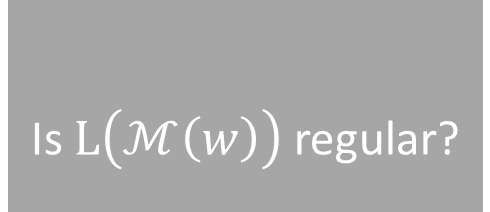 Is L(ℳ(w)) regular?